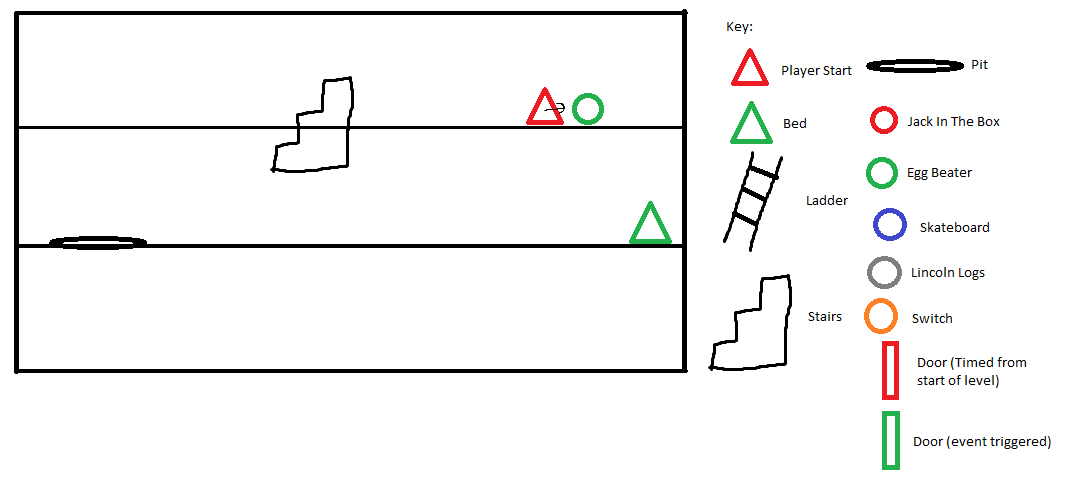 Key:
Player Start
Pit
Bed
Jack In The Box
Egg Beater
Ladder
Skateboard
Lincoln Logs
Stairs
Switch
Door (Timed from
start of level)
Door (event triggered)